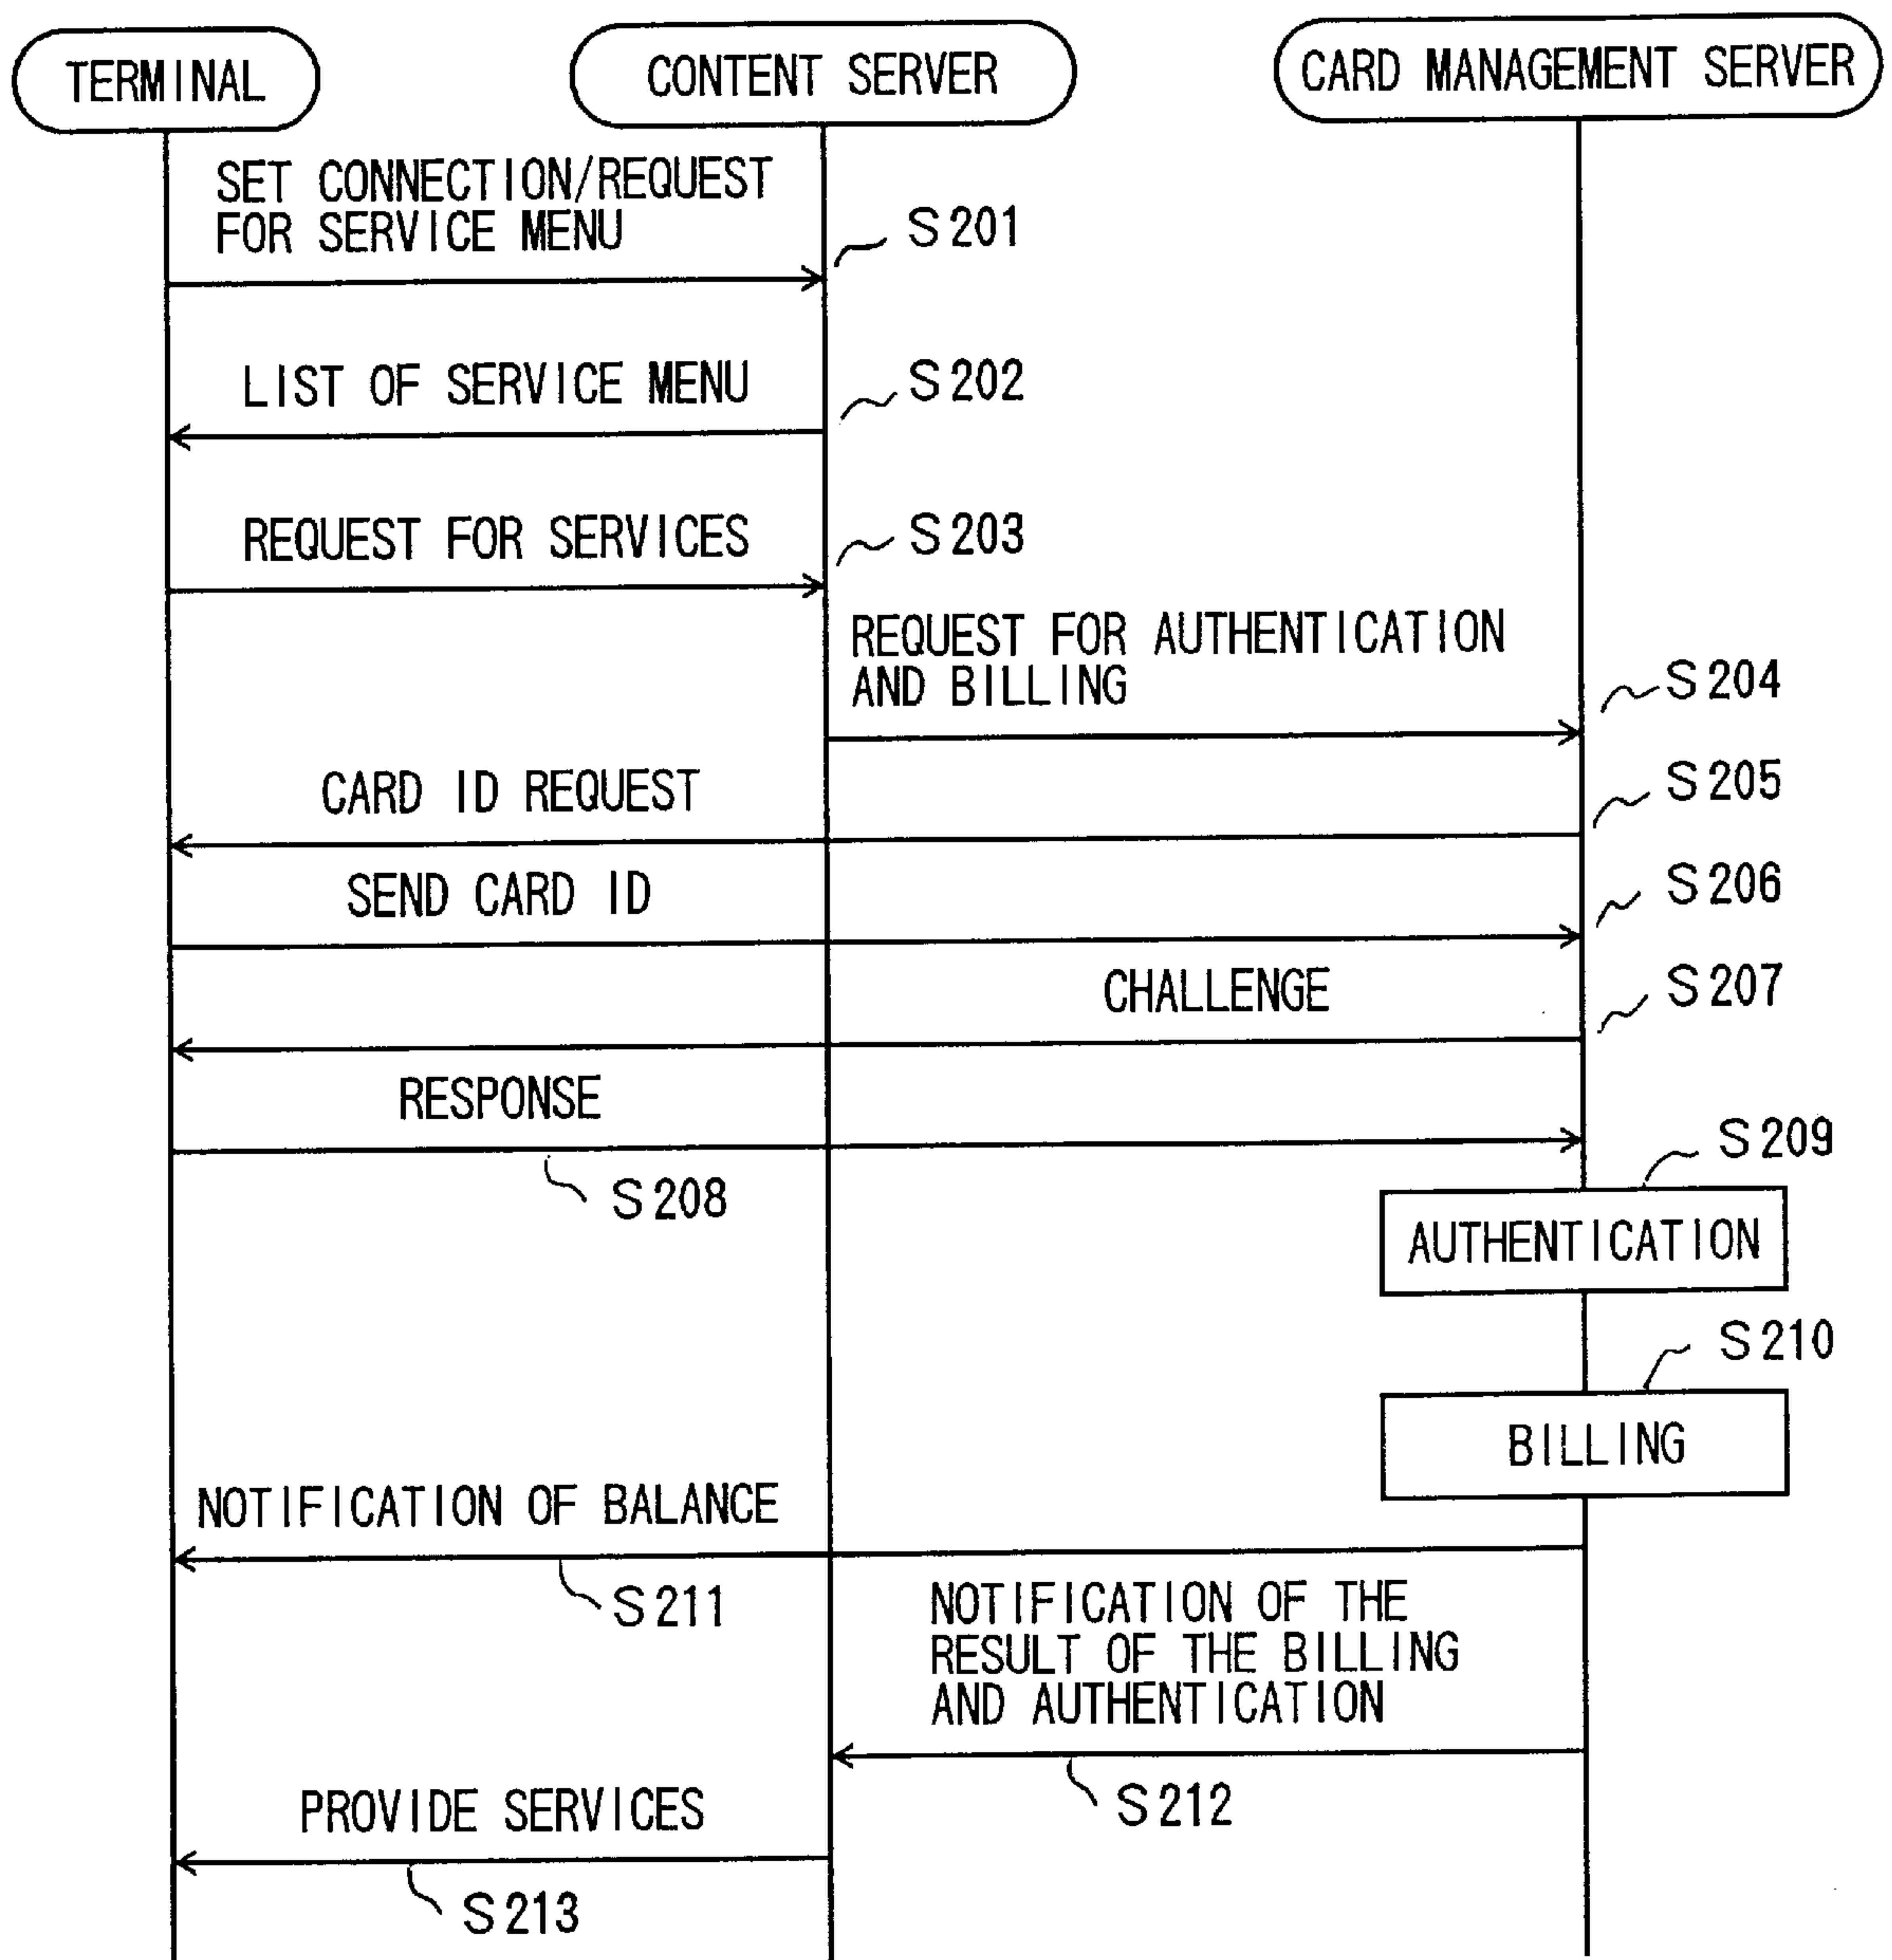 TERMINAL
CONTENT SERVER
CARD MANAGEMENT SERVER
SET CONNECTION/REQUEST
FOR SERVICE MENU
S201
LIST OF SERVICE MENU
S202
REQUEST FOR SERVICES
S203
REQUEST FOR AUTHENTICATION
AND BILLING
S204
CARD ID REQUEST
S205
SEND CARD ID
S206
CHALLENGE
S207
RESPONSE
S208
S209
AUTHENTICATION
S210
BILLING
NOTIFICATION OF BALANCE
S211
NOTIFICATION OF THE
RESULT OF THE BILLING
AND AUTHENTICATION
S212
PROVIDE SERVICES
S213